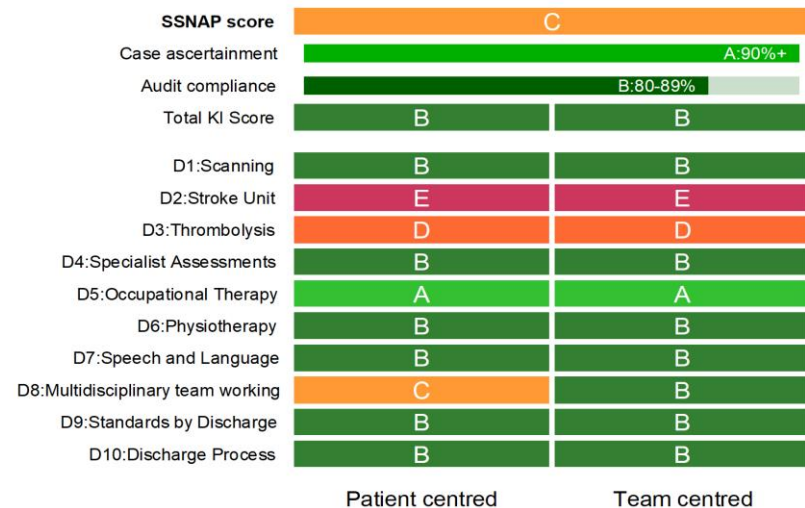 SSNAP score C
Case ascertainment A:90%+
Audit compliance B:80-89%
Total KI Score B B
D1:Scanning B B
D2:Stroke Unit E E
D3:Thrombolysis D D
D4:Specialist Assessments B B
D5:Occupational Therapy A A
D6:Physiotherapy B B
D7:Speech and Language B B
D8:Multidisciplinary team working C B
D9:Standards by Discharge B B
D10:Discharge Process B B
Patient centred Team centred